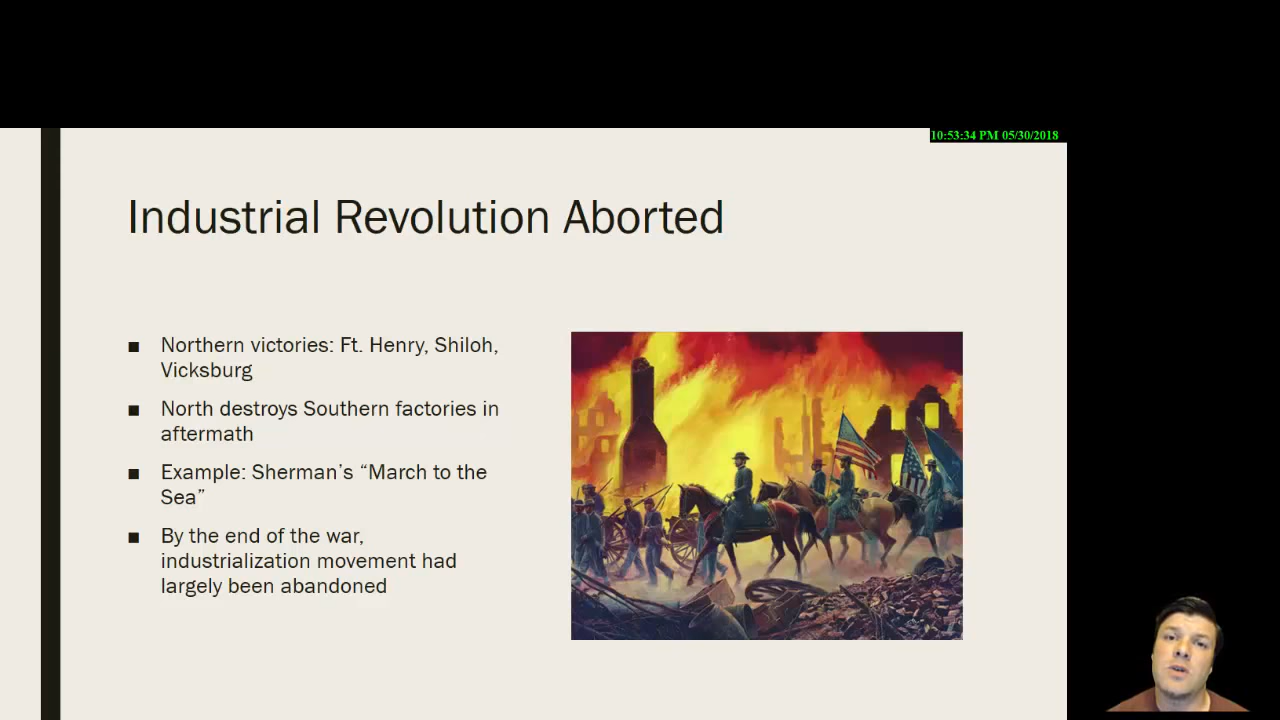 10:53:34 PM 05/30/2018
Industrial Revolution Aborted
■ Northern victories: Ft. Henry, Shiloh,
Vicksburg
■ North destroys Southern factories in
aftermath
■ Example: Sherman’s “March to the
Sea”
■ By the end of the war,
industrialization movement had
largely been abandoned